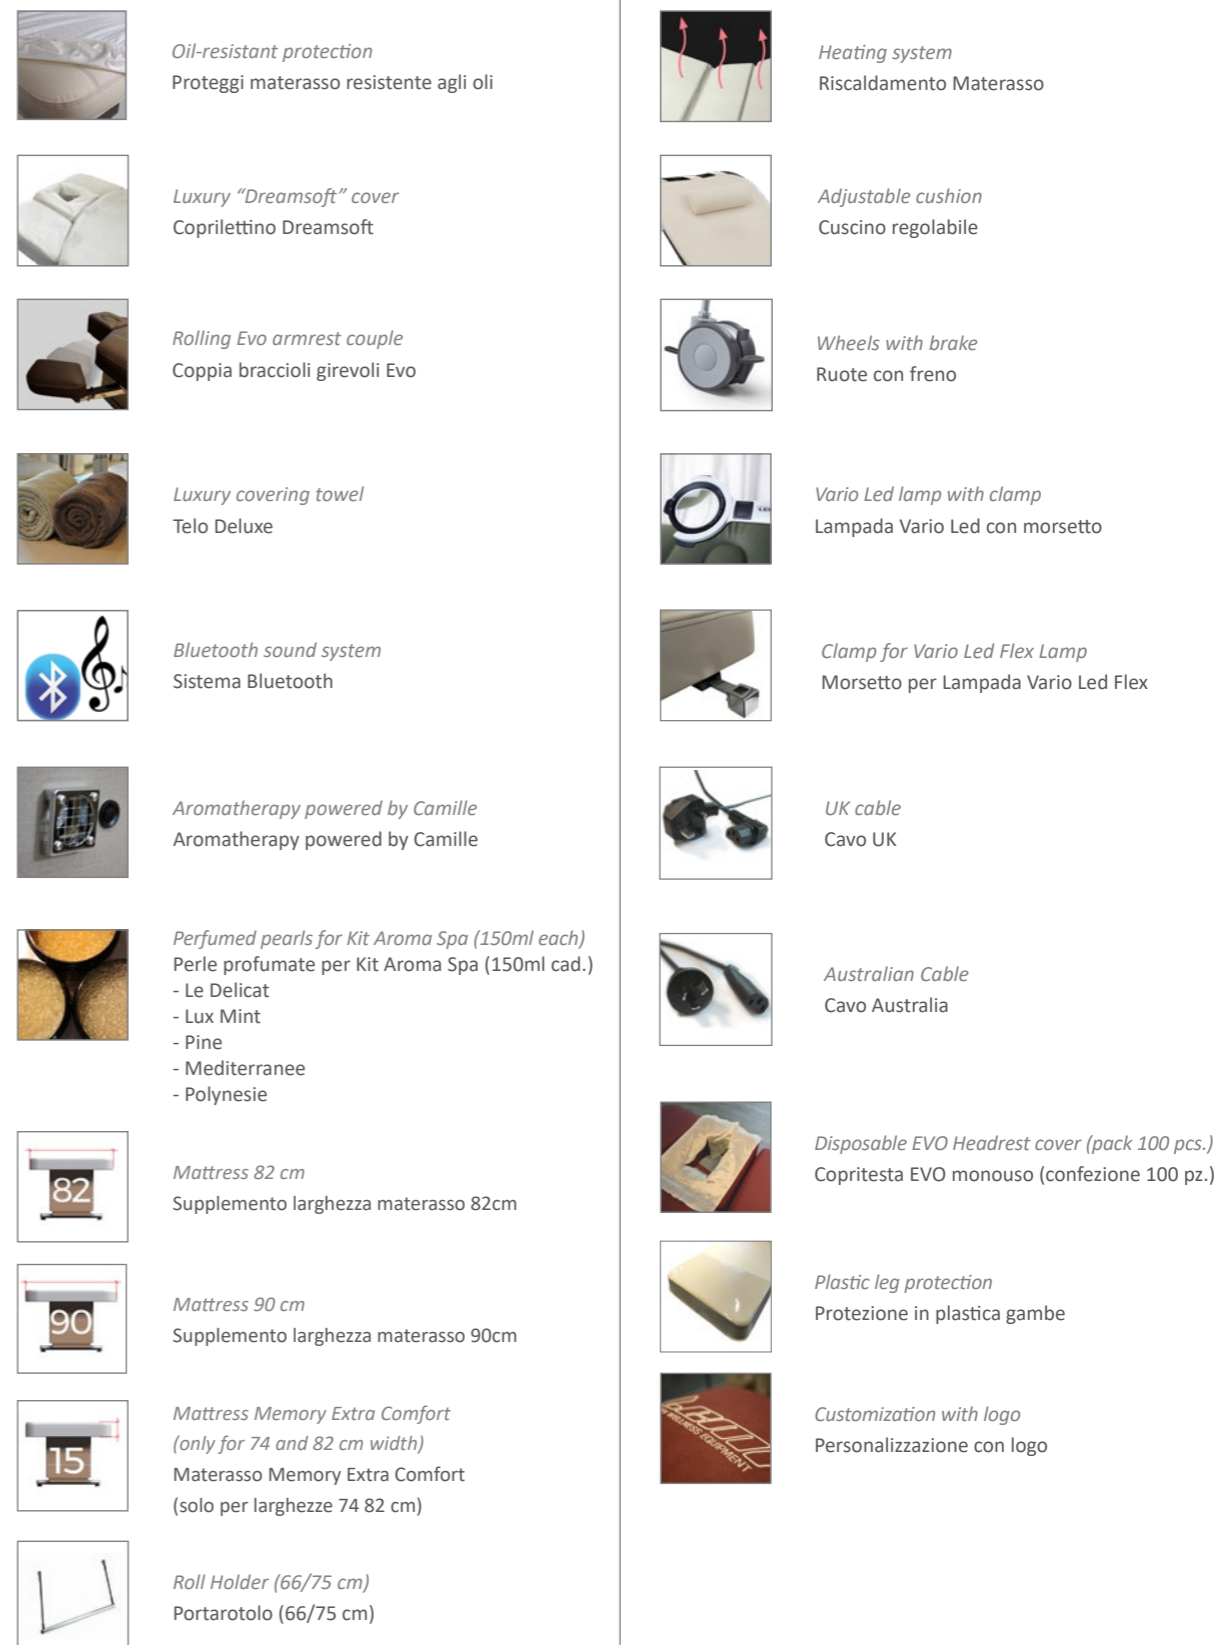 Oil-resistant protection
Proteggi materasso resistente agli oli
Luxury “Dreamsoft” cover
Coprilettino Dreamsoft
Rolling Evo armrest couple
Coppia braccioli girevoli Evo
Luxury covering towel
Telo Deluxe
Bluetooth sound system
Sistema Bluetooth
Aromatherapy powered by Camille
Aromatherapy powered by Camille
Perfumed pearls for Kit Aroma Spa (150ml each)
Perle profumate per Kit Aroma Spa (150ml cad.)
- Le Delicat
- Lux Mint
- Pine
- Mediterranee
- Polynesie
82
Mattress 82 cm
Supplemento larghezza materasso 82cm
90
Mattress 90 cm
Supplemento larghezza materasso 90cm
15
Mattress Memory Extra Comfort
(only for 74 and 82 cm width)
Materasso Memory Extra Comfort
(solo per larghezze 74 82 cm)
Roll Holder (66/75 cm)
Portarotolo (66/75 cm)
Heating system
Riscaldamento Materasso
Adjustable cushion
Cuscino regolabile
Wheels with brake
Ruote con freno
Vario Led lamp with clamp
Lampada Vario Led con morsetto
Clamp for Vario Led Flex Lamp
Morsetto per Lampada Vario Led Flex
UK cable
Cavo UK
Australian Cable
Cavo Australia
Disposable EVO Headrest cover (pack 100 pcs.)
Copritesta EVO monouso (confezione 100 pz.)
Plastic leg protection
Protezione in plastica gambe
WELLNESS EQUIPMENT
Customization with logo
Personalizzazione con logo